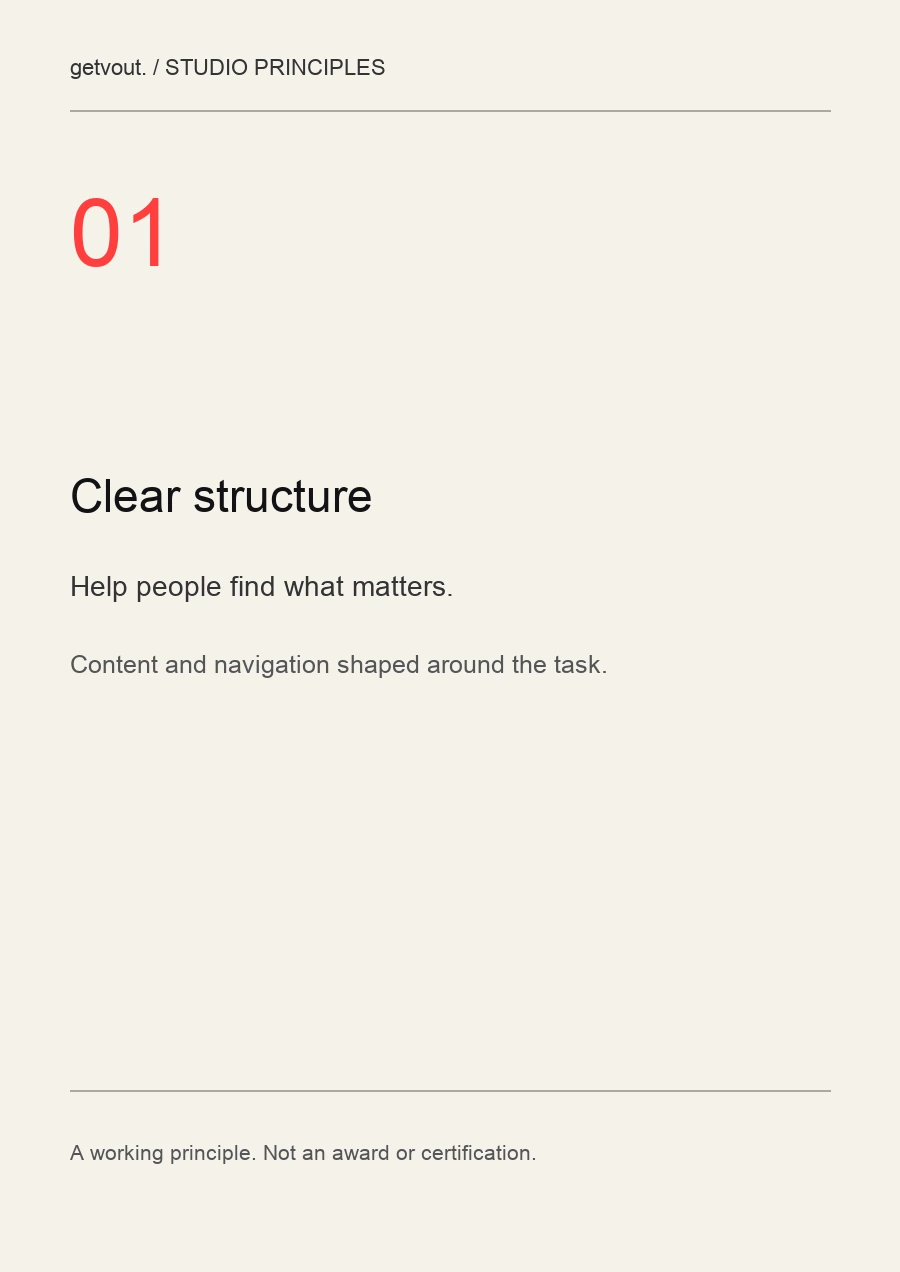 getvout. / STUDIO PRINCIPLES
01
Clear structure
Help people find what matters.
Content and navigation shaped around the task.
A working principle. Not an award or certification.